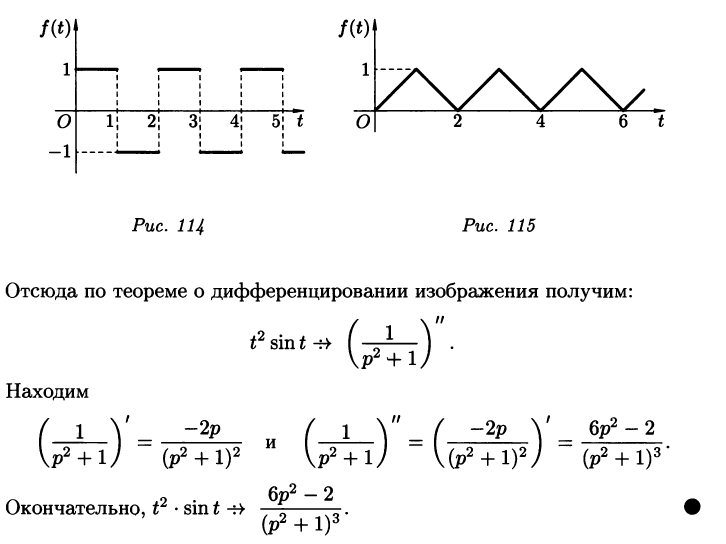 f(t) f(t)
1 1
O 1 2 3 4 5 t O 2 4 6 t
−1
Рис. 114 Рис. 115
Отсюда по теореме о дифференцировании изображения получим:
t² sin t ⇥ (1/(p² + 1))″.
Находим
(1/(p² + 1))′ = −2p/(p² + 1)² и (1/(p² + 1))″ = (−2p/(p² + 1)²)′ = (6p² − 2)/(p² + 1)³.
Окончательно, t² · sin t ⇥ (6p² − 2)/(p² + 1)³.